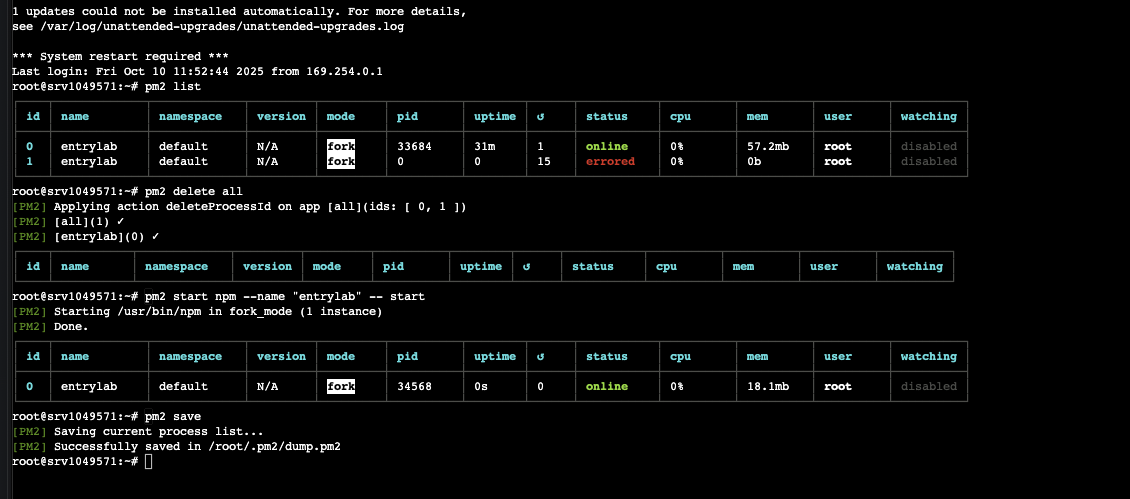 1 updates could not be installed automatically. For more details,
see /var/log/unattended-upgrades/unattended-upgrades.log
*** System restart required ***
Last login: Fri Oct 10 11:52:44 2025 from 169.254.0.1
root@srv1049571:~# pm2 list
id name namespace version mode pid uptime ↺ status cpu mem user watching
0 entrylab default N/A fork 33684 31m 1 online 0% 57.2mb root disabled
1 entrylab default N/A fork 0 0 15 errored 0% 0b root disabled
root@srv1049571:~# pm2 delete all
[PM2] Applying action deleteProcessId on app [all](ids: [ 0, 1 ])
[PM2] [all](1) ✓
[PM2] [entrylab](0) ✓
id name namespace version mode pid uptime ↺ status cpu mem user watching
root@srv1049571:~# pm2 start npm --name "entrylab" -- start
[PM2] Starting /usr/bin/npm in fork_mode (1 instance)
[PM2] Done.
id name namespace version mode pid uptime ↺ status cpu mem user watching
0 entrylab default N/A fork 34568 0s 0 online 0% 18.1mb root disabled
root@srv1049571:~# pm2 save
[PM2] Saving current process list...
[PM2] Successfully saved in /root/.pm2/dump.pm2
root@srv1049571:~#